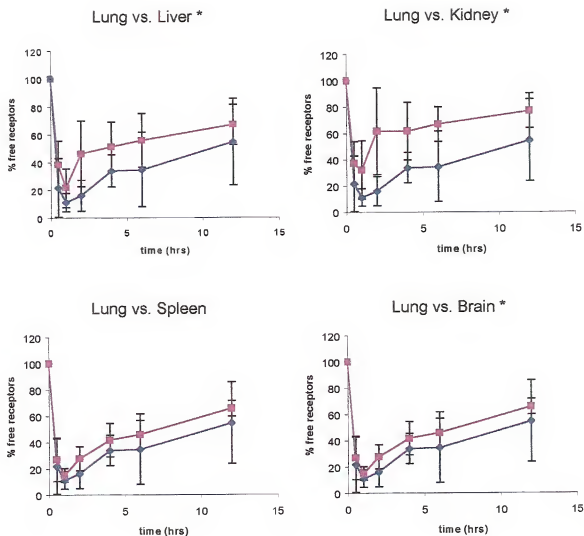 Lung vs. Liver *
120
100
80
60
40
20
0
% free receptors
0 5 10 15
time (hrs)
Lung vs. Kidney *
120
100
80
60
40
20
0
% free receptors
0 5 10 15
time (hrs)
Lung vs. Spleen
120
100
80
60
40
20
0
% free receptors
0 5 10 15
time (hrs)
Lung vs. Brain *
120
100
80
60
40
20
0
% free receptors
0 5 10 15
time (hrs)